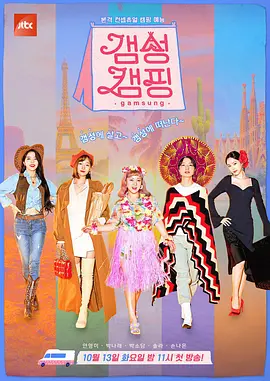 jtbc
본격 컨셉츄얼 캠핑 예능
갬성
캠핑
· gamsung ·
갬성에 살고~ 갬성에 떠난다~
안영미 · 박나래 · 박소담 · 솔라 · 손나은
10월 13일 화요일 밤 11시 첫 방송!